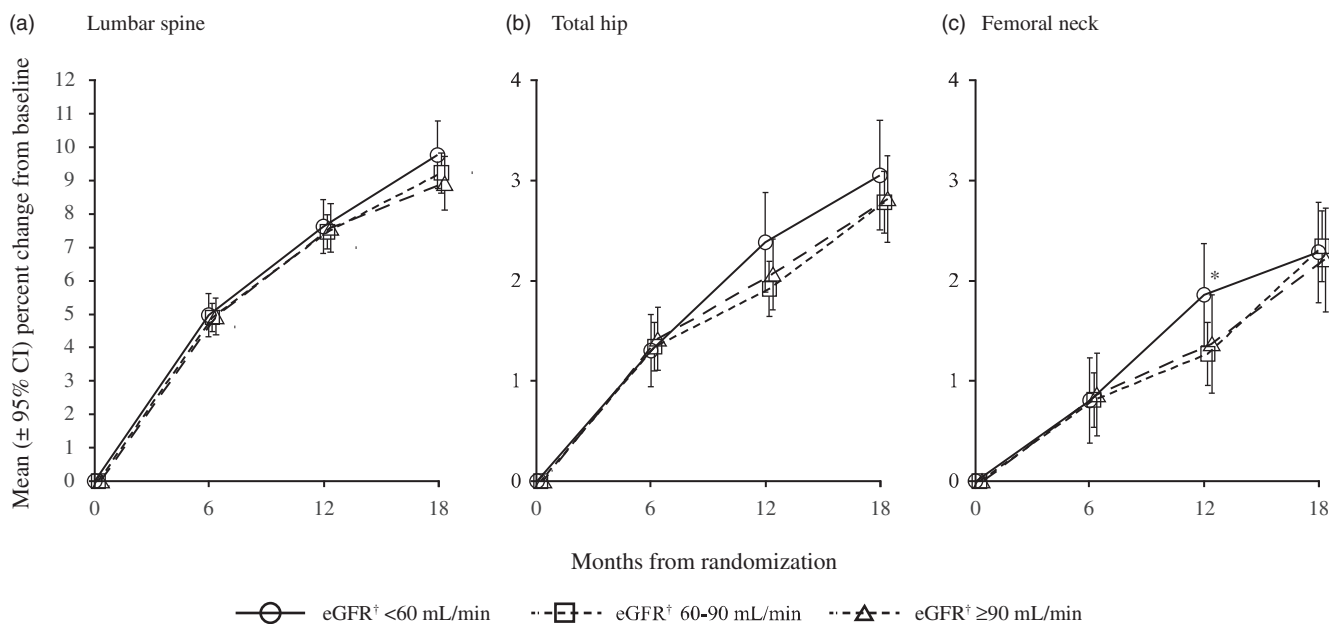 (a) Lumbar spine
(b) Total hip
(c) Femoral neck
Mean (± 95% CI) percent change from baseline
12
11
10
9
8
7
6
5
4
3
2
1
0
0 6 12 18
4
3
2
1
0
0 6 12 18
4
3
2
1
0
*
0 6 12 18
Months from randomization
eGFR† <60 mL/min eGFR† 60-90 mL/min eGFR† ≥90 mL/min